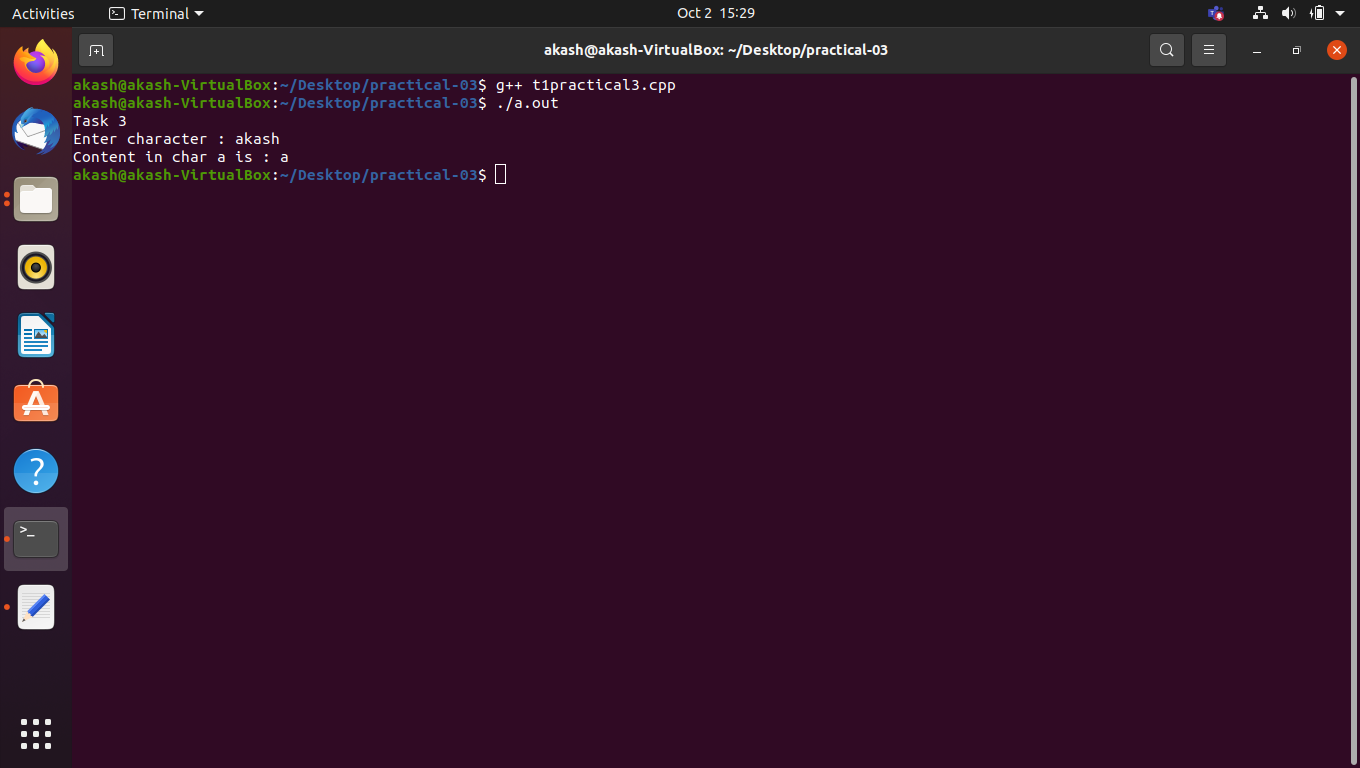 Activities
Terminal
Oct 2 15:29
akash@akash-VirtualBox: ~/Desktop/practical-03
akash@akash-VirtualBox:~/Desktop/practical-03$ g++ t1practical3.cpp
akash@akash-VirtualBox:~/Desktop/practical-03$ ./a.out
Task 3
Enter character : akash
Content in char a is : a
akash@akash-VirtualBox:~/Desktop/practical-03$